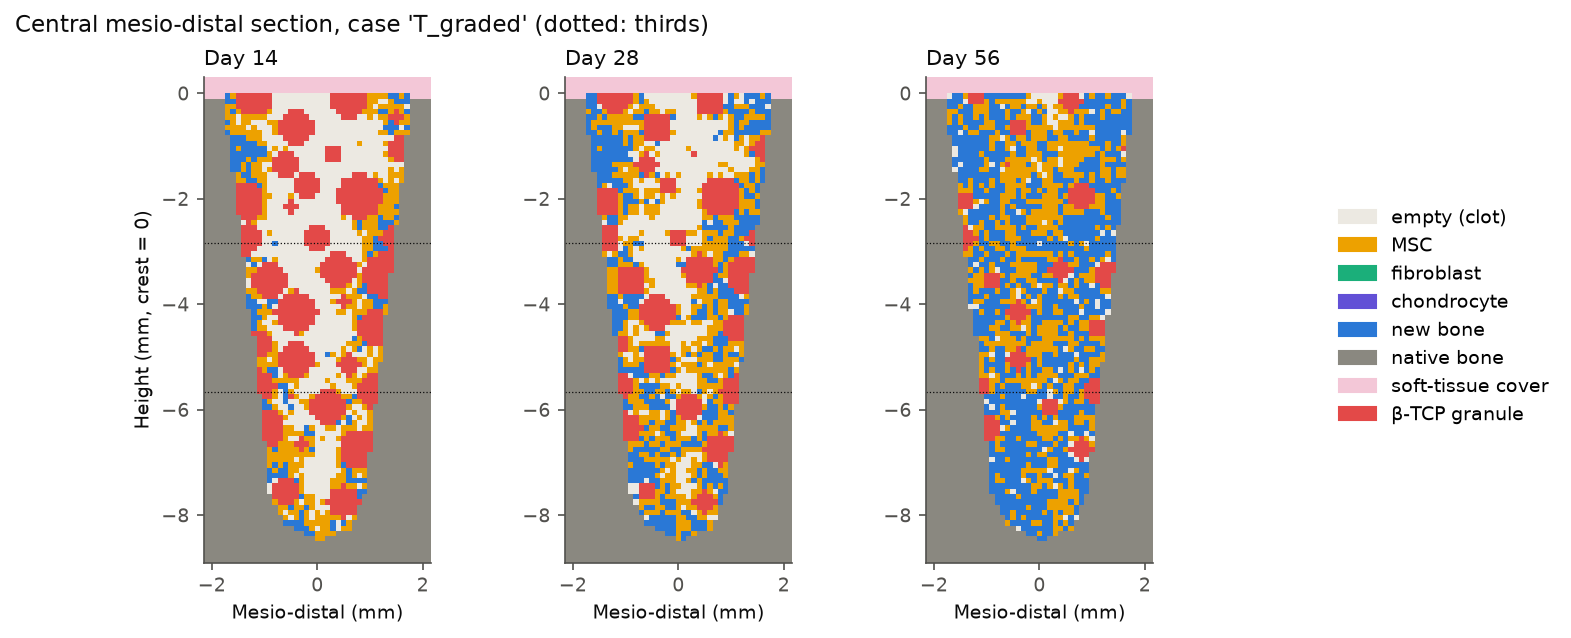 Central mesio-distal section, case 'T_graded' (dotted: thirds)
Day 14
Day 28
Day 56
0
−2
−4
−6
−8
0
−2
−4
−6
−8
0
−2
−4
−6
−8
Height (mm, crest = 0)
−2 0 2
−2 0 2
−2 0 2
Mesio-distal (mm)
Mesio-distal (mm)
Mesio-distal (mm)
empty (clot)
MSC
fibroblast
chondrocyte
new bone
native bone
soft-tissue cover
β-TCP granule